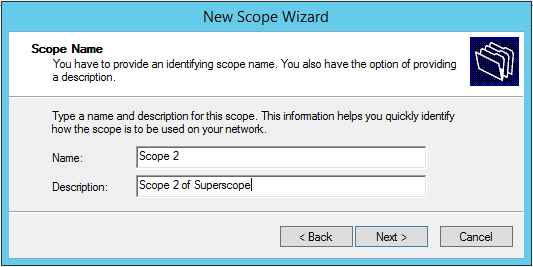 New Scope Wizard
Scope Name
You have to provide an identifying scope name. You also have the option of providing
a description.
Type a name and description for this scope. This information helps you quickly identify
how the scope is to be used on your network.
Name: Scope 2
Description: Scope 2 of Superscope
< Back Next > Cancel